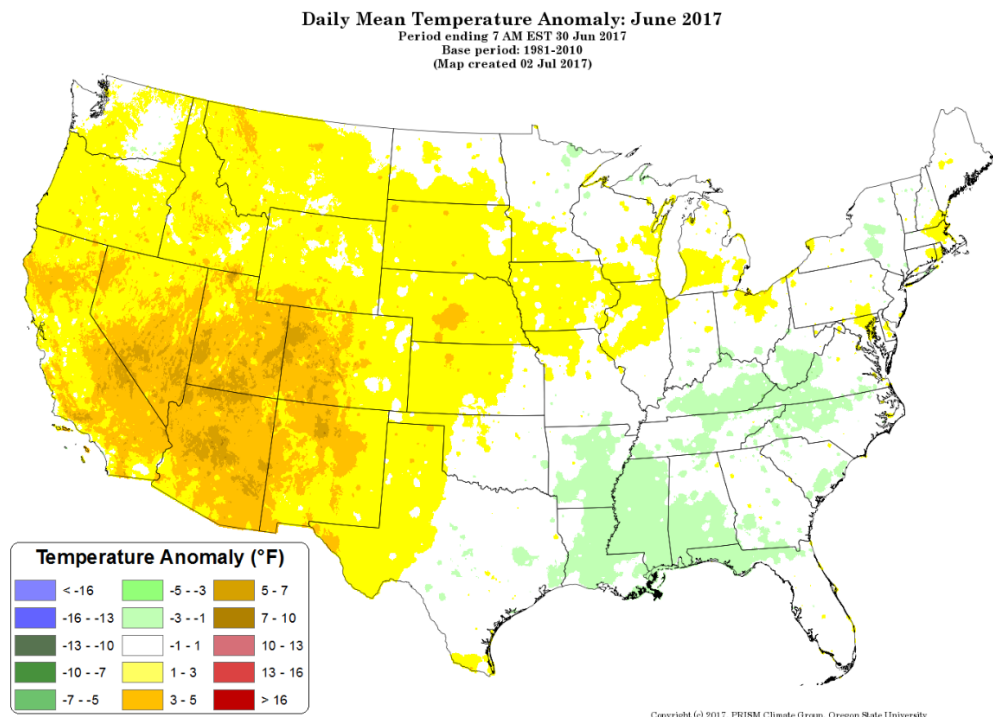 Daily Mean Temperature Anomaly: June 2017
Period ending 7 AM EST 30 Jun 2017
Base period: 1981-2010
(Map created 02 Jul 2017)
Temperature Anomaly (°F)
< -16 -5 - -3 5 - 7
-16 - -13 -3 - -1 7 - 10
-13 - -10 -1 - 1 10 - 13
-10 - -7 1 - 3 13 - 16
-7 - -5 3 - 5 > 16
Copyright (c) 2017, PRISM Climate Group, Oregon State University